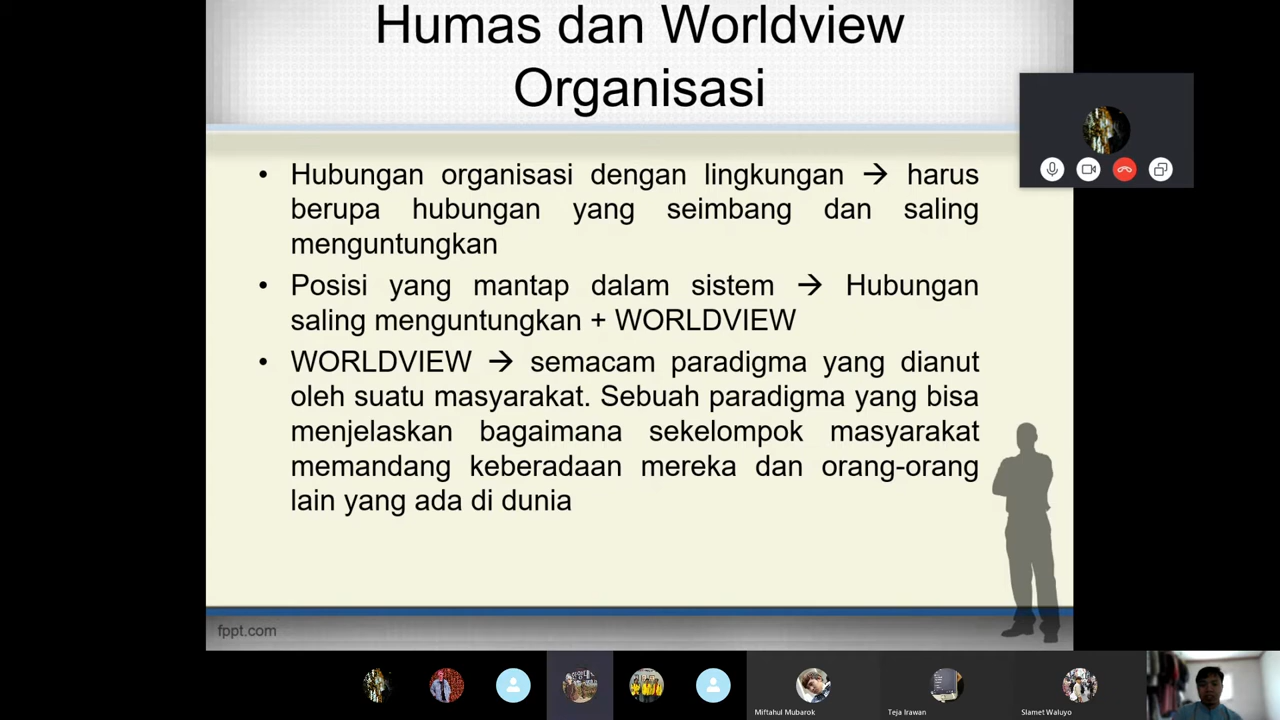 Humas dan Worldview
Organisasi
• Hubungan organisasi dengan lingkungan → harus
berupa hubungan yang seimbang dan saling
menguntungkan
• Posisi yang mantap dalam sistem → Hubungan
saling menguntungkan + WORLDVIEW
• WORLDVIEW → semacam paradigma yang dianut
oleh suatu masyarakat. Sebuah paradigma yang bisa
menjelaskan bagaimana sekelompok masyarakat
memandang keberadaan mereka dan orang-orang
lain yang ada di dunia
fppt.com
Miftahul Mubarok
Teja Irawan
Slamet Waluyo